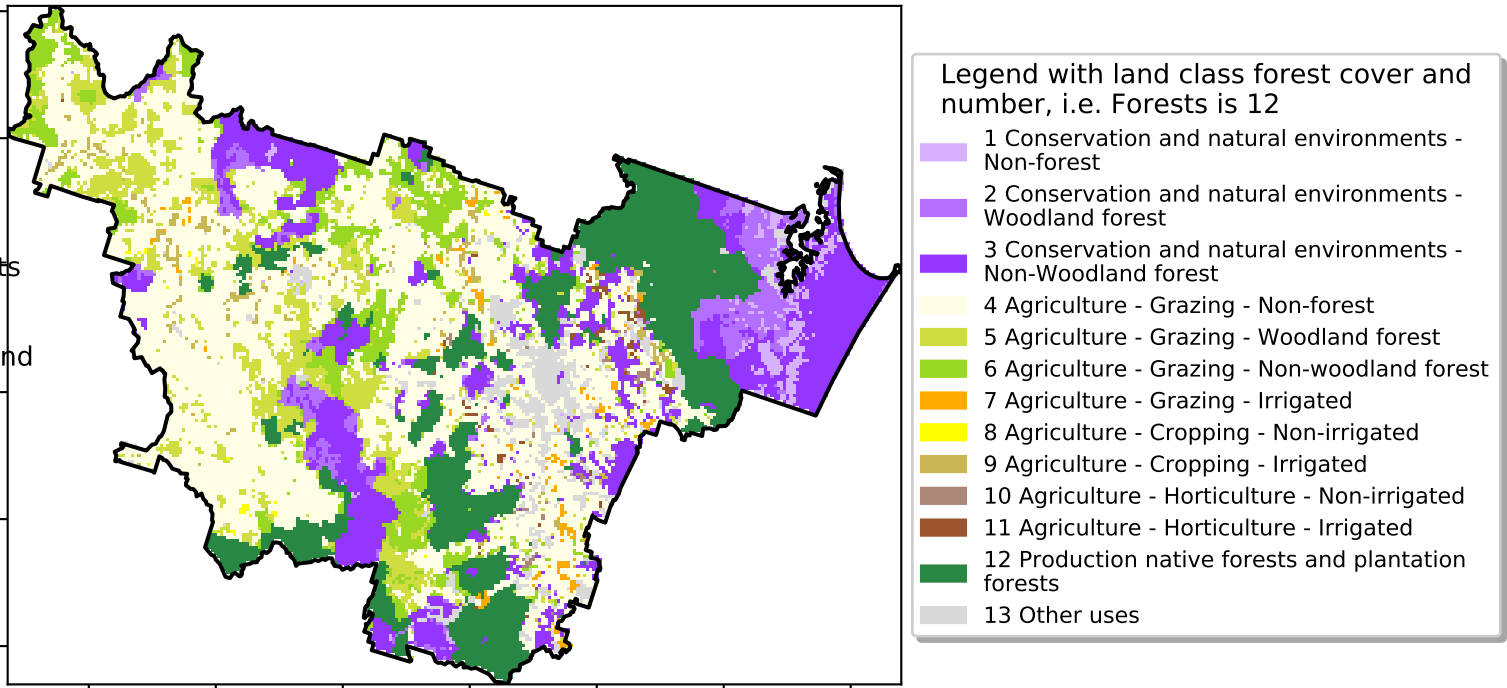 ts
nd
Legend with land class forest cover and
number, i.e. Forests is 12
1 Conservation and natural environments -
Non-forest
2 Conservation and natural environments -
Woodland forest
3 Conservation and natural environments -
Non-Woodland forest
4 Agriculture - Grazing - Non-forest
5 Agriculture - Grazing - Woodland forest
6 Agriculture - Grazing - Non-woodland forest
7 Agriculture - Grazing - Irrigated
8 Agriculture - Cropping - Non-irrigated
9 Agriculture - Cropping - Irrigated
10 Agriculture - Horticulture - Non-irrigated
11 Agriculture - Horticulture - Irrigated
12 Production native forests and plantation
forests
13 Other uses